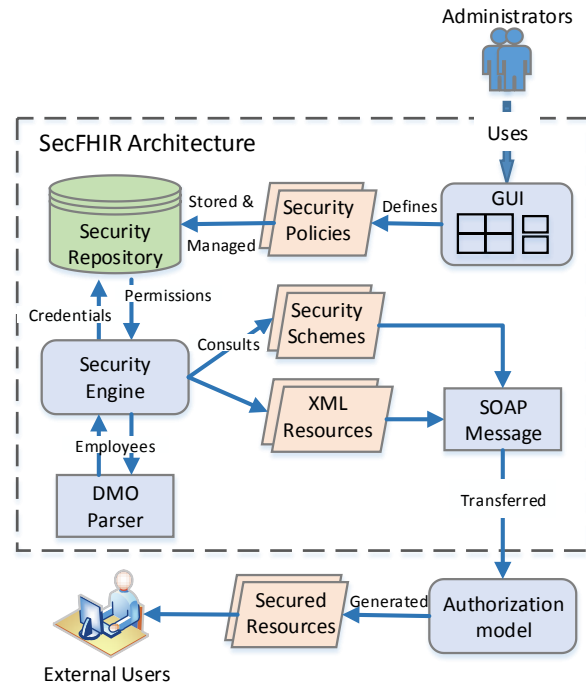 Administrators
Uses
SecFHIR Architecture
GUI
Defines
Security
Policies
Stored &
Managed
Security
Repository
Credentials
Permissions
Security
Engine
Consults
Security
Schemes
XML
Resources
SOAP
Message
Employees
DMO
Parser
Transferred
Authorization
model
Generated
Secured
Resources
External Users